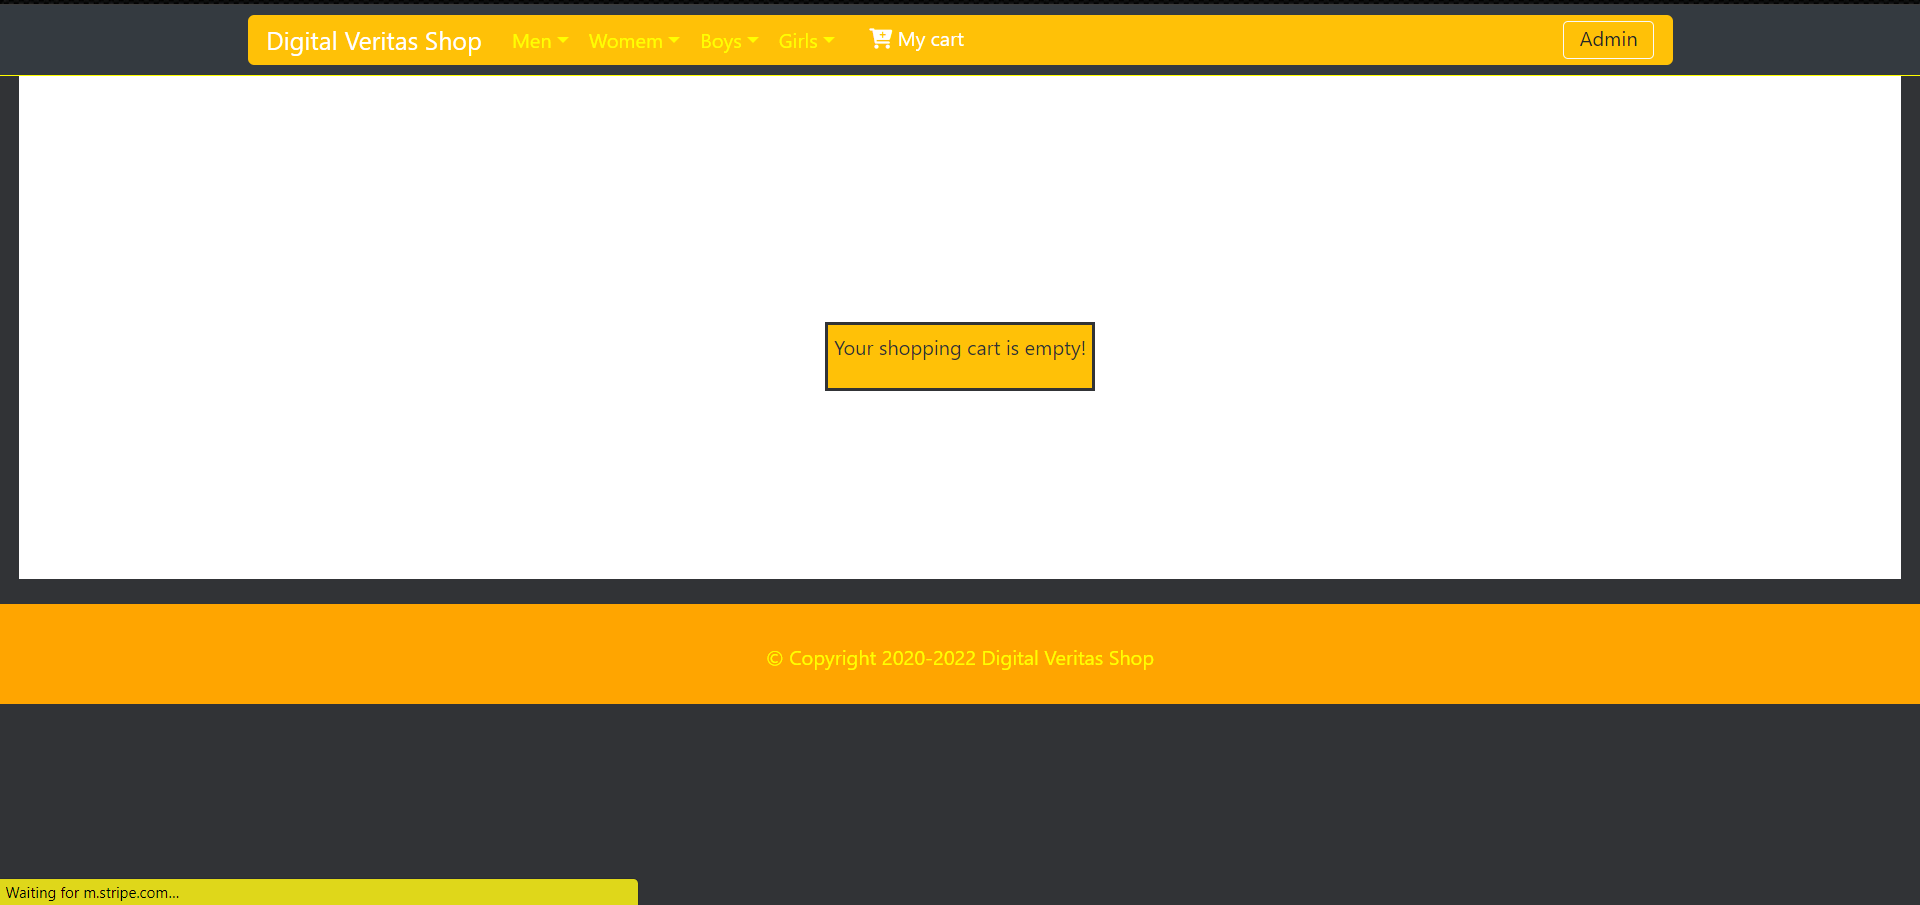 Digital Veritas Shop Men Womem Boys Girls My cart Admin
Your shopping cart is empty!
© Copyright 2020-2022 Digital Veritas Shop
Waiting for m.stripe.com...